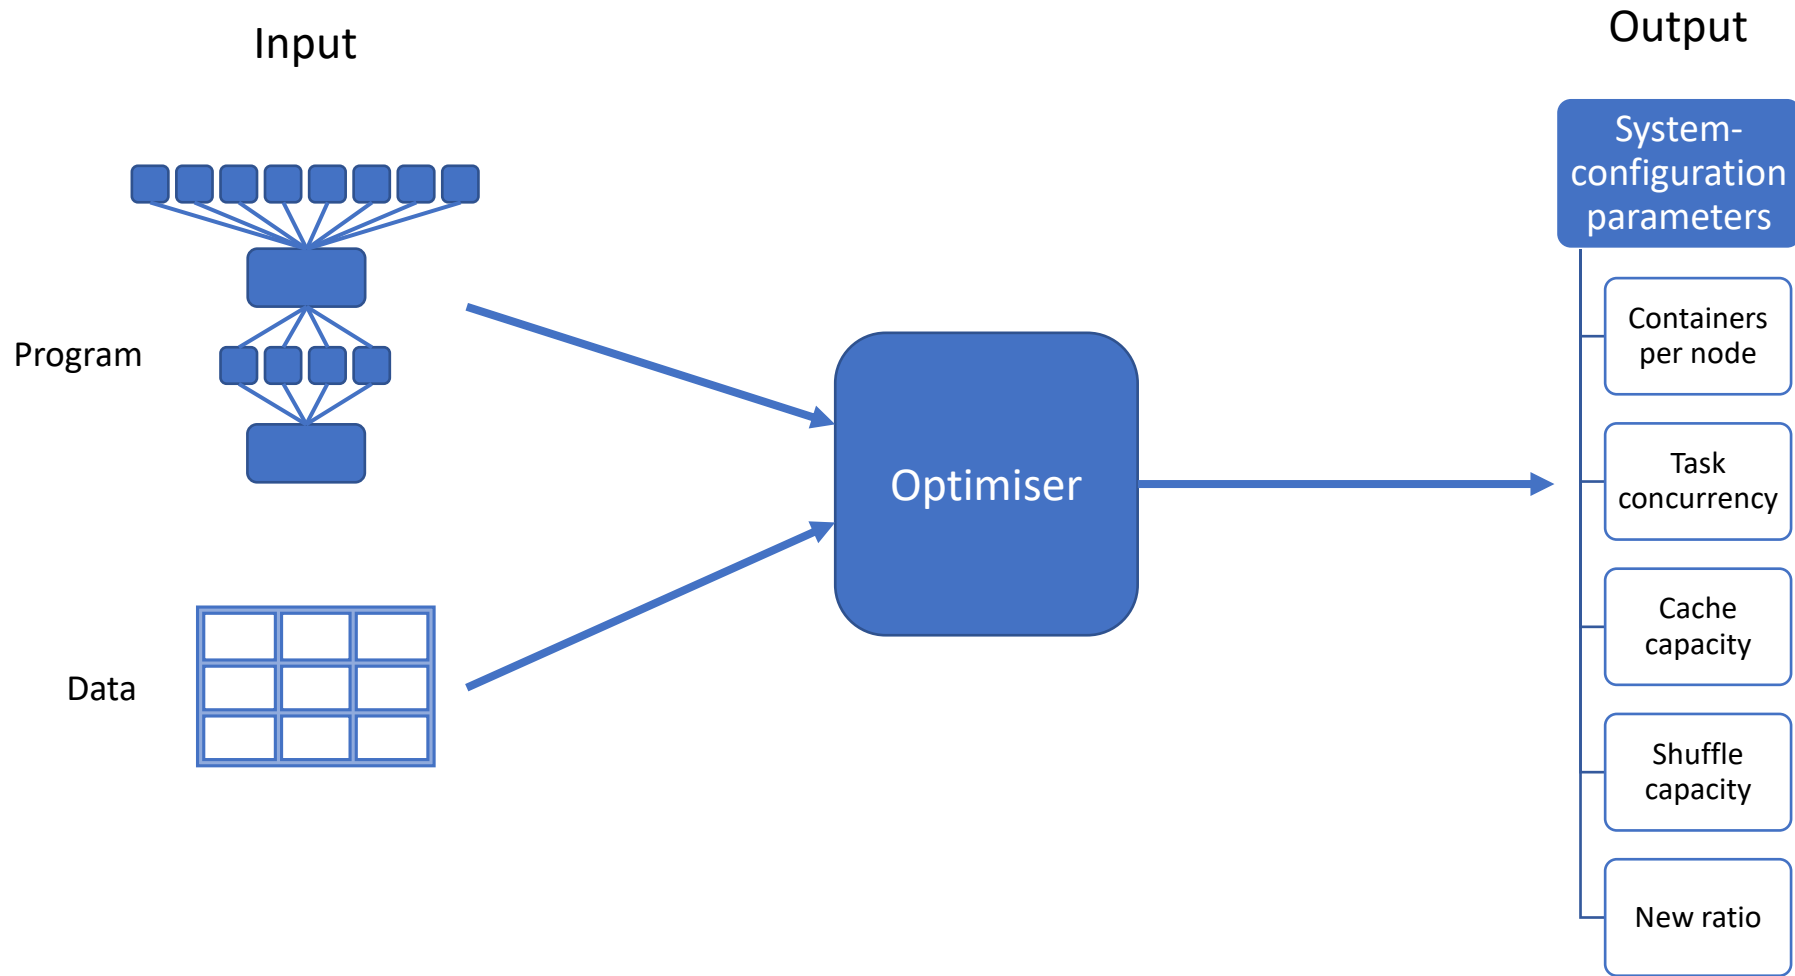 Input
Output
Program
Data
Optimiser
System-
configuration
parameters
Containers
per node
Task
concurrency
Cache
capacity
Shuffle
capacity
New ratio